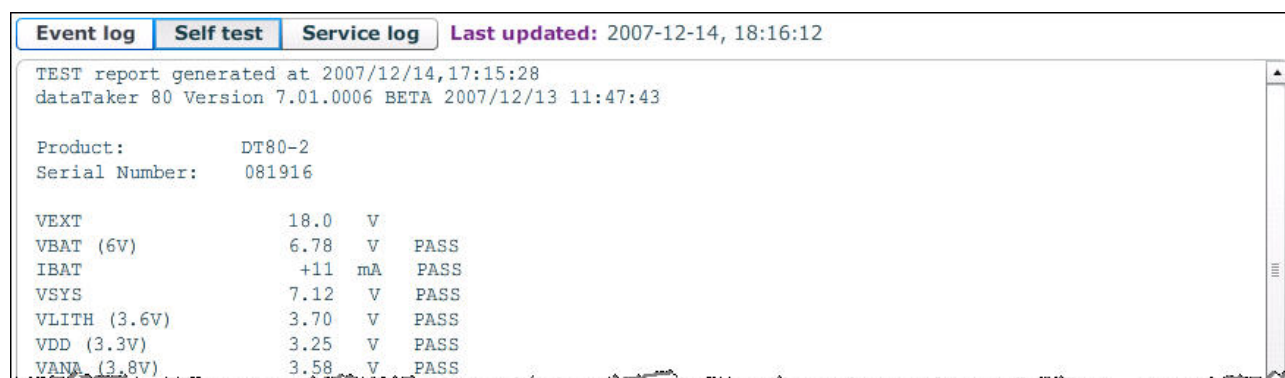 Event log Self test Service log Last updated: 2007-12-14, 18:16:12
TEST report generated at 2007/12/14,17:15:28
dataTaker 80 Version 7.01.0006 BETA 2007/12/13 11:47:43
Product: DT80-2
Serial Number: 081916
VEXT 18.0 V
VBAT (6V) 6.78 V PASS
IBAT +11 mA PASS
VSYS 7.12 V PASS
VLITH (3.6V) 3.70 V PASS
VDD (3.3V) 3.25 V PASS
VANA (3.8V) 3.58 V PASS